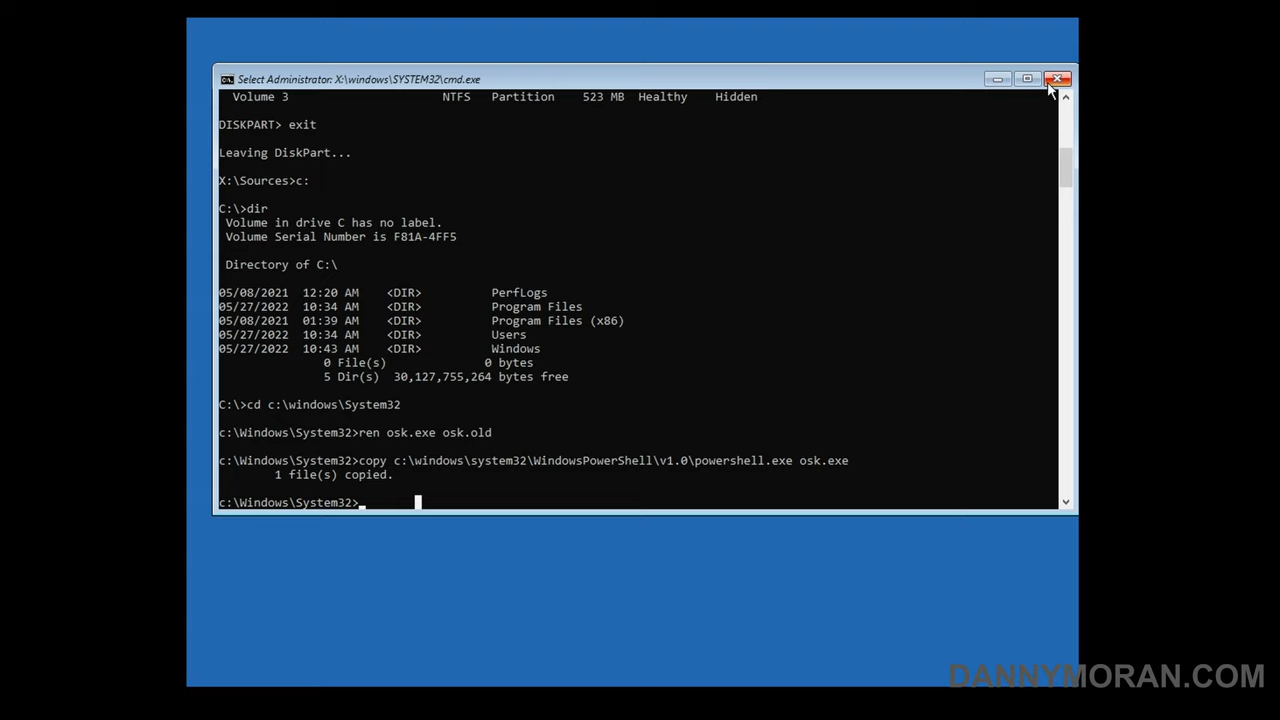 Select Administrator: X:\windows\SYSTEM32\cmd.exe
Volume 3 NTFS Partition 523 MB Healthy Hidden
DISKPART> exit
Leaving DiskPart...
X:\Sources>c:
C:\>dir
Volume in drive C has no label.
Volume Serial Number is F81A-4FF5
Directory of C:\
05/08/2021 12:20 AM <DIR> PerfLogs
05/27/2022 10:34 AM <DIR> Program Files
05/08/2021 01:39 AM <DIR> Program Files (x86)
05/27/2022 10:34 AM <DIR> Users
05/27/2022 10:43 AM <DIR> Windows
0 File(s) 0 bytes
5 Dir(s) 30,127,755,264 bytes free
C:\>cd c:\windows\System32
c:\Windows\System32>ren osk.exe osk.old
c:\Windows\System32>copy c:\windows\system32\WindowsPowerShell\v1.0\powershell.exe osk.exe
1 file(s) copied.
c:\Windows\System32>
DANNYMORAN.COM